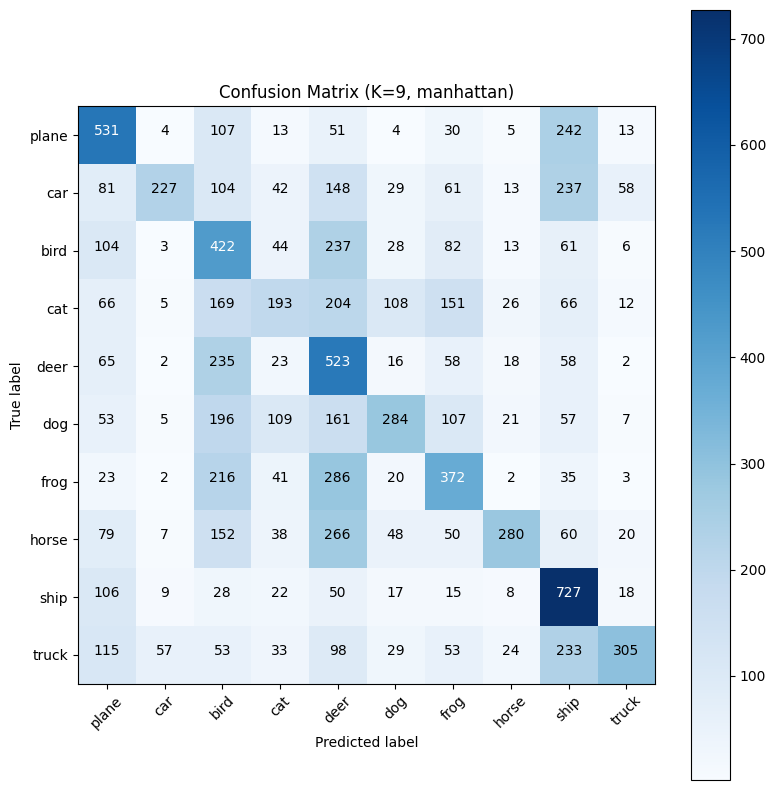 Confusion Matrix (K=9, manhattan)
True label
plane 531 4 107 13 51 4 30 5 242 13
car 81 227 104 42 148 29 61 13 237 58
bird 104 3 422 44 237 28 82 13 61 6
cat 66 5 169 193 204 108 151 26 66 12
deer 65 2 235 23 523 16 58 18 58 2
dog 53 5 196 109 161 284 107 21 57 7
frog 23 2 216 41 286 20 372 2 35 3
horse 79 7 152 38 266 48 50 280 60 20
ship 106 9 28 22 50 17 15 8 727 18
truck 115 57 53 33 98 29 53 24 233 305
plane car bird cat deer dog frog horse ship truck
Predicted label
700
600
500
400
300
200
100